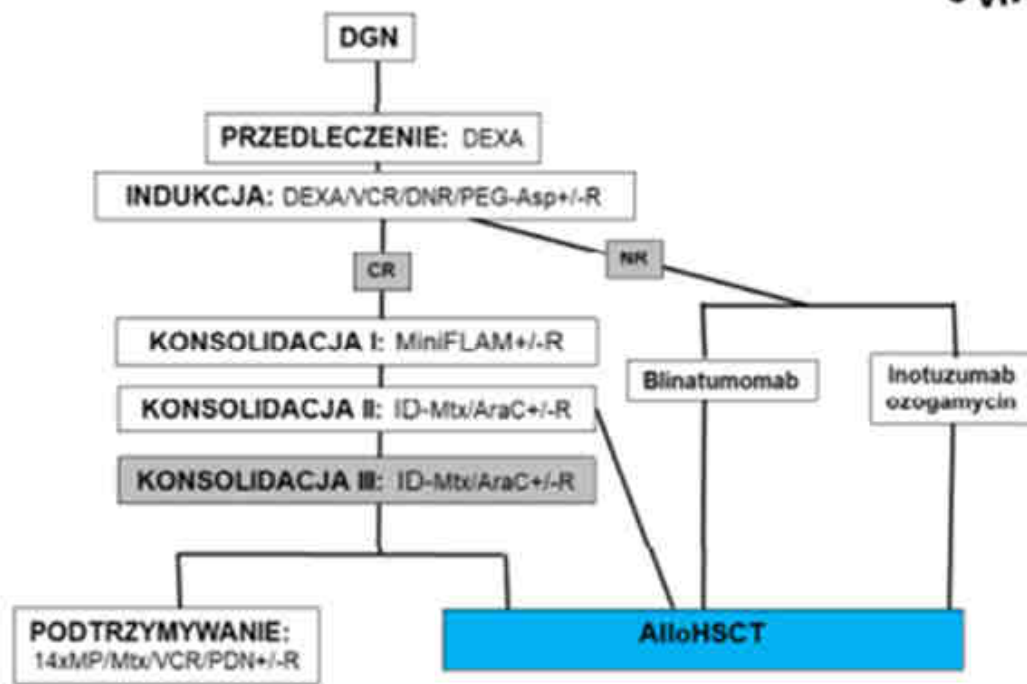 DGN
PRZEDLECZENIE: DEXA
INDUKCJA: DEXA/VCR/DNR/PEG-Asp+/-R
CR
NR
KONSOLIDACJA I: MiniFLAM+/-R
KONSOLIDACJA II: ID-Mtx/AraC+/-R
KONSOLIDACJA III: ID-Mtx/AraC+/-R
Blinatumomab
Inotuzumab
ozogamycin
PODTRZYMYWANIE:
14xMP/Mtx/VCR/PDN+/-R
AlloHSCT